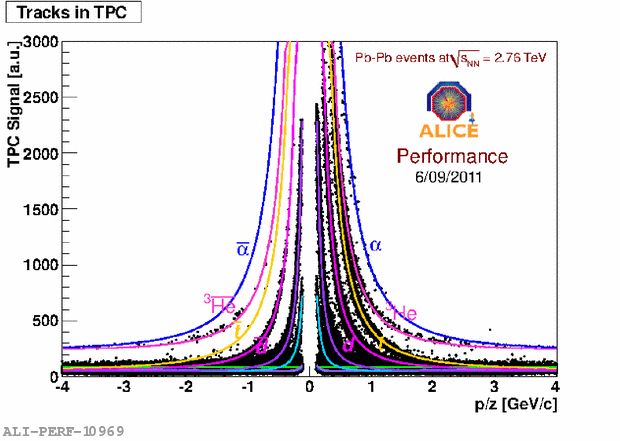 Tracks in TPC
TPC Signal [a.u.]
3000
2500
2000
1500
1000
500
0
Pb-Pb events at √sNN = 2.76 TeV
ALICE
Performance
6/09/2011
α̅ α
³H̅e̅ ³He
t̅ t
d̅ d
-4 -3 -2 -1 0 1 2 3 4
p/z [GeV/c]
ALI-PERF-10969